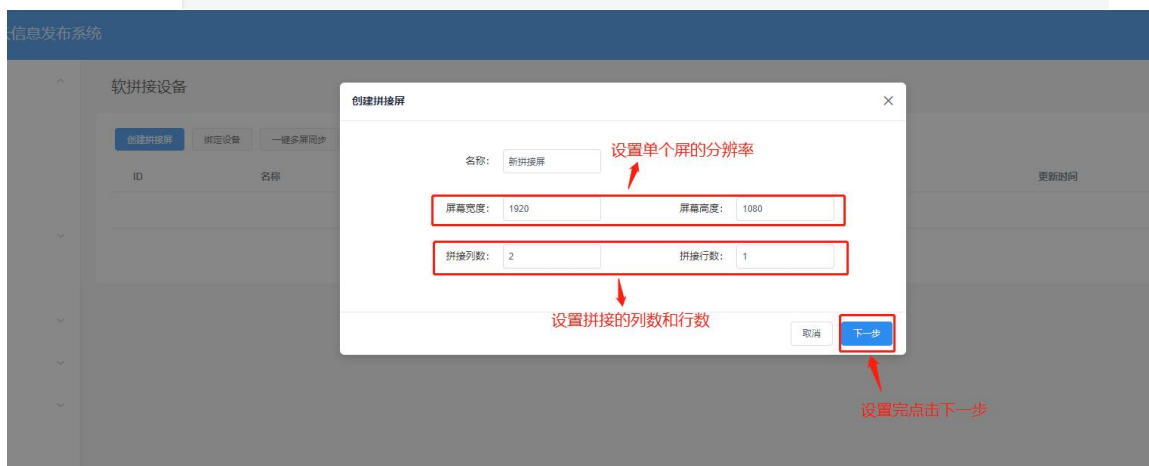 信息发布系统
软拼接设备
创建拼接屏
绑定设备
一键多屏同步
ID
名称
更新时间
创建拼接屏
名称：
新拼接屏
设置单个屏的分辨率
屏幕宽度：
1920
屏幕高度：
1080
拼接列数：
2
拼接行数：
1
设置拼接的列数和行数
取消
下一步
设置完点击下一步